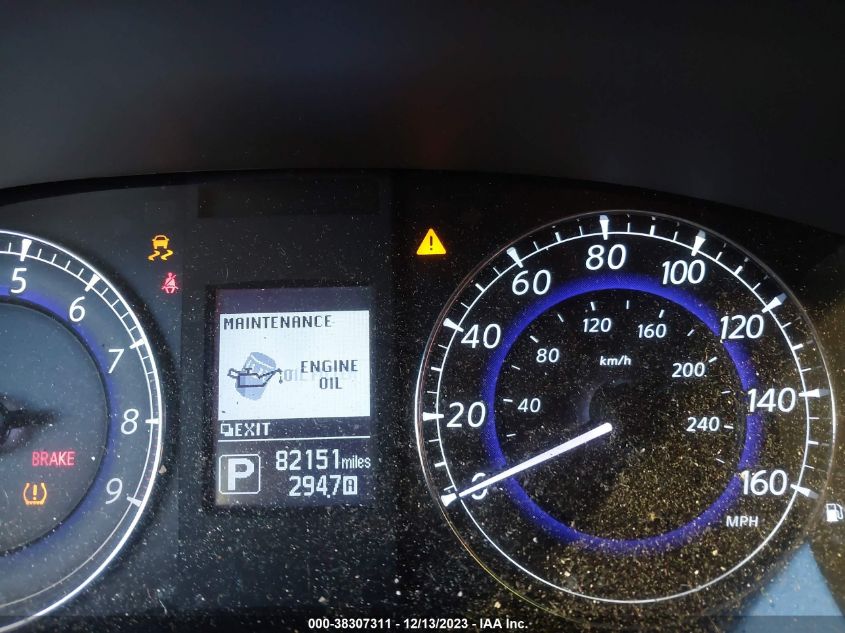 5
6
7
8
9
BRAKE
MAINTENANCE
ENGINE
OIL
EXIT
P
82151 miles
294.7 A
0
20
40
60
80
100
120
140
160
MPH
40
80
120
160
200
240
km/h
000-38307311 - 12/13/2023 - IAA Inc.